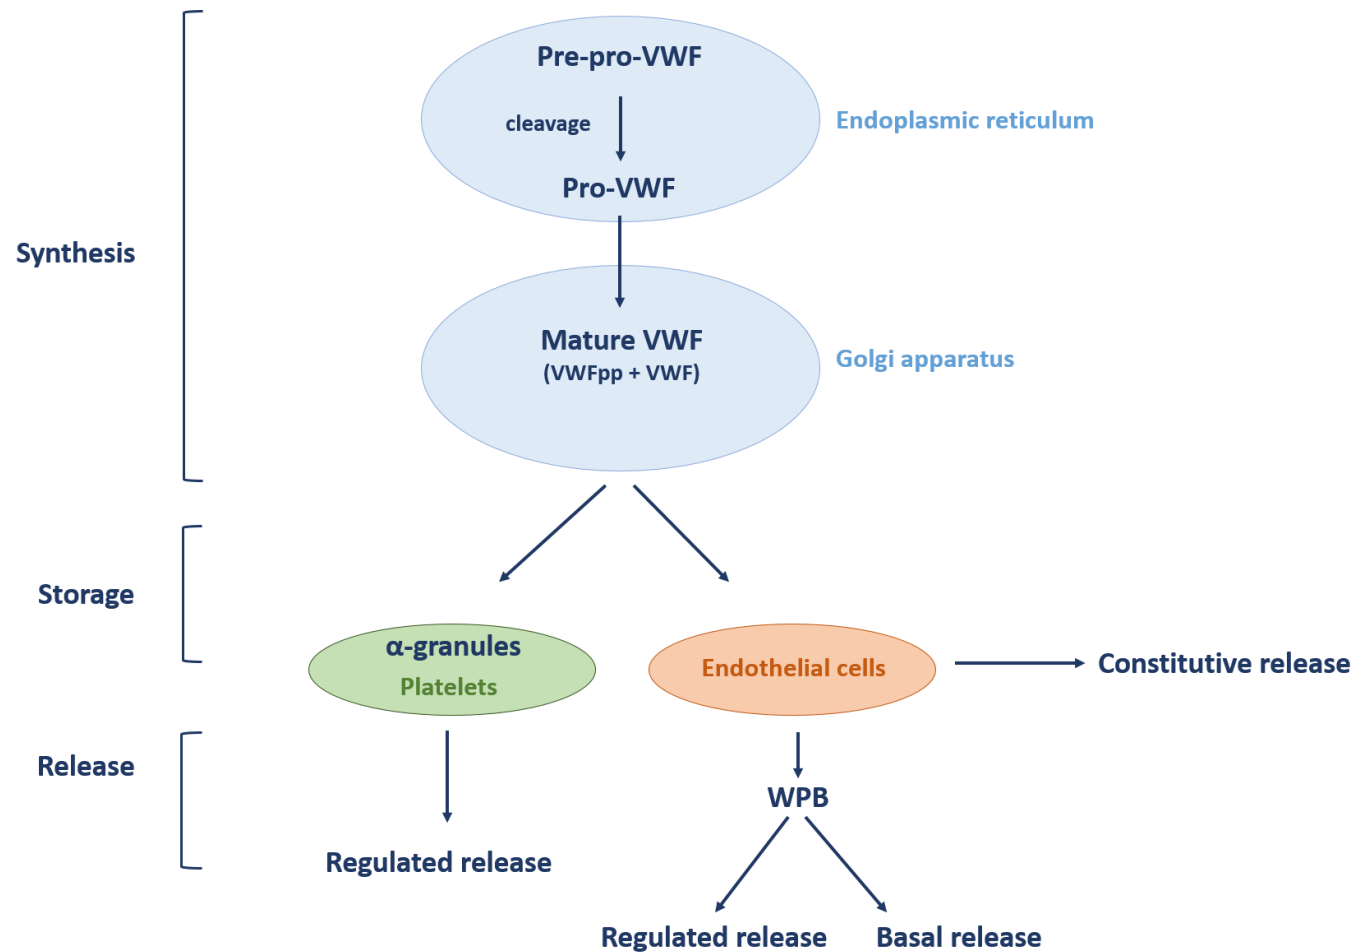 Pre-pro-VWF
cleavage
Endoplasmic reticulum
Pro-VWF
Synthesis
Mature VWF
(VWFpp + VWF)
Golgi apparatus
Storage
α-granules
Platelets
Endothelial cells
Constitutive release
Release
WPB
Regulated release
Regulated release
Basal release